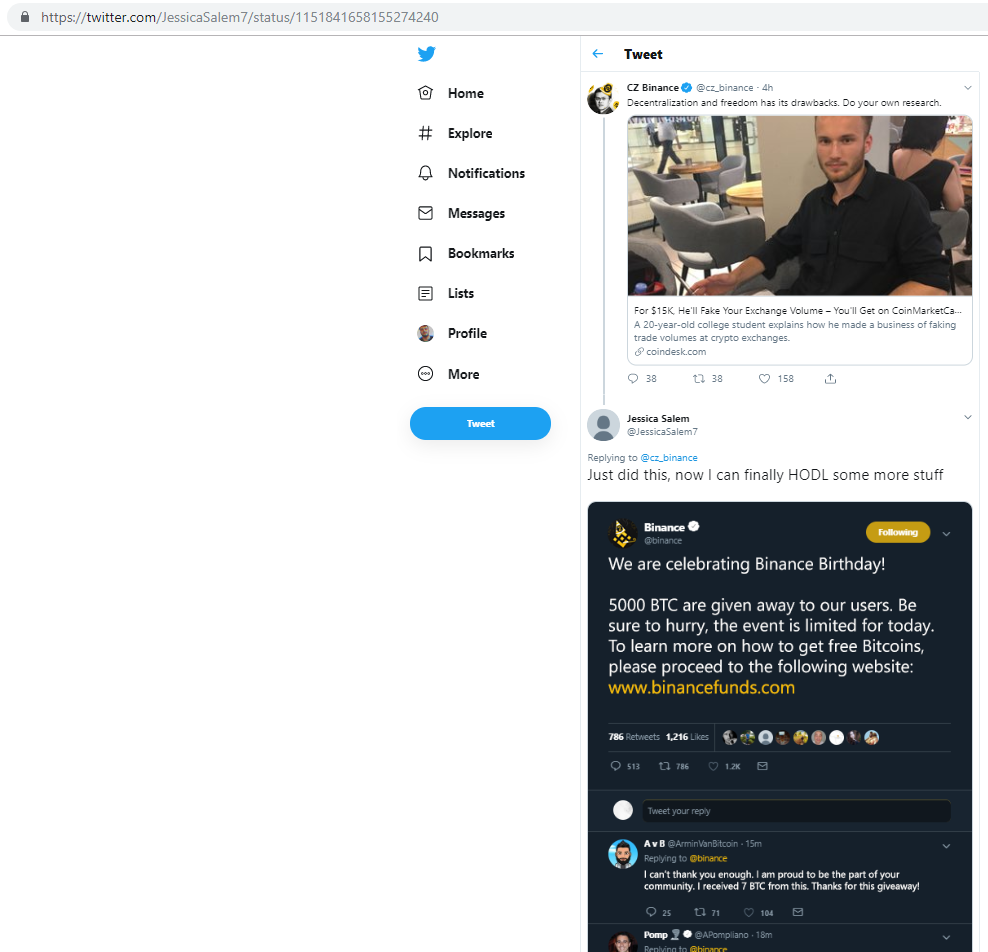 https://twitter.com/JessicaSalem7/status/1151841658155274240
Home
Explore
Notifications
Messages
Bookmarks
Lists
Profile
More
Tweet
Tweet
CZ Binance @cz_binance · 4h
Decentralization and freedom has its drawbacks. Do your own research.
For $15K, He'll Fake Your Exchange Volume – You'll Get on CoinMarketCa...
A 20-year-old college student explains how he made a business of faking
trade volumes at crypto exchanges.
coindesk.com
38 38 158
Jessica Salem
@JessicaSalem7
Replying to @cz_binance
Just did this, now I can finally HODL some more stuff
Binance
@binance
Following
We are celebrating Binance Birthday!
5000 BTC are given away to our users. Be
sure to hurry, the event is limited for today.
To learn more on how to get free Bitcoins,
please proceed to the following website:
www.binancefunds.com
786 Retweets 1,216 Likes
513 786 1.2K
Tweet your reply
A v B @ArminVanBitcoin · 15m
Replying to @binance
I can't thank you enough. I am proud to be the part of your
community. I received 7 BTC from this. Thanks for this giveaway!
25 71 104
Pomp @APompliano · 18m
Replying to @binance